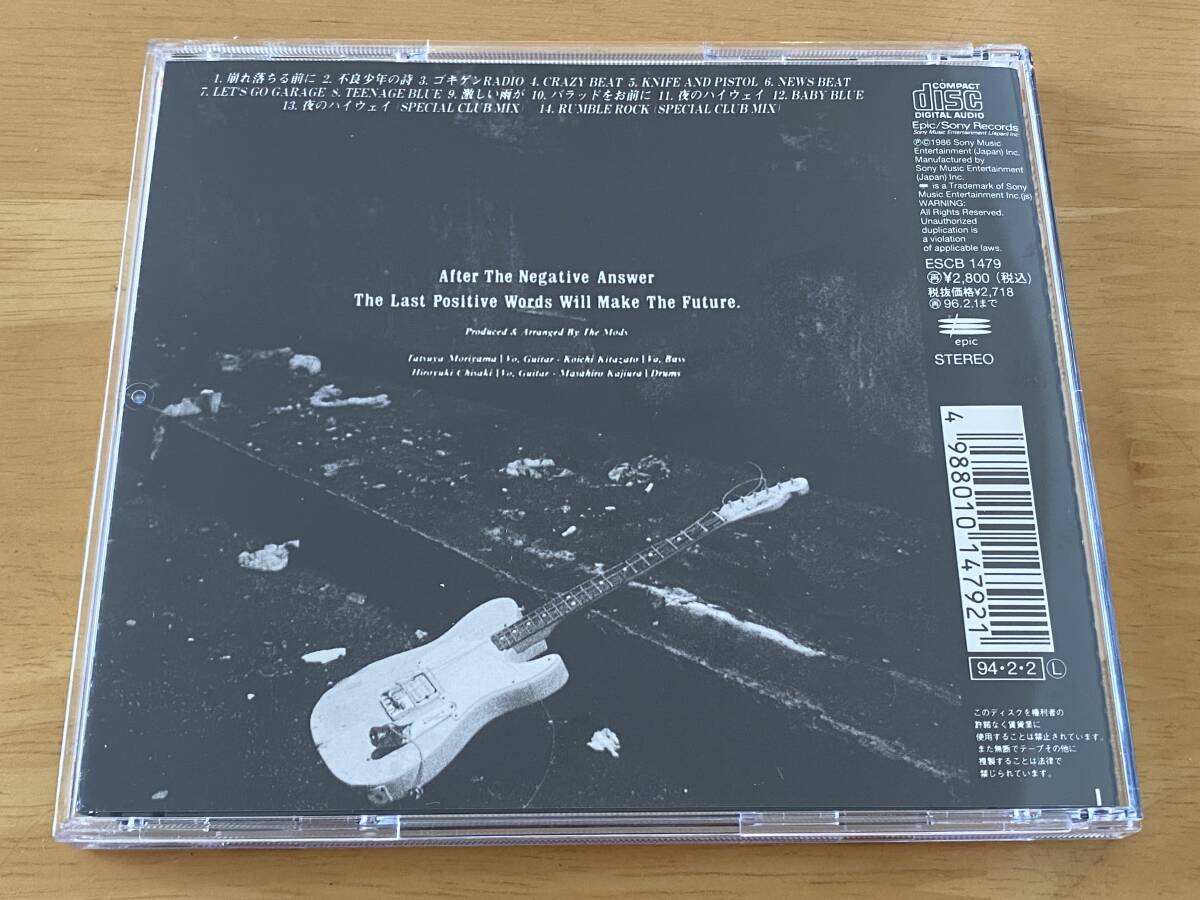 1. 崩れ落ちる前に 2. 不良少年の詩 3. ゴキゲンRADIO 4. CRAZY BEAT 5. KNIFE AND PISTOL 6. NEWS BEAT
7. LET'S GO GARAGE 8. TEENAGE BLUE 9.激しい雨が 10. バラッドをお前に 11. 夜のハイウェイ 12. BABY BLUE
13. 夜のハイウェイ (SPECIAL CLUB MIX) 14. RUMBLE ROCK (SPECIAL CLUB MIX)
After The Negative Answer
The Last Positive Words Will Make The Future.
Produced & Arranged By The Mods
Tatsuya Moriyama | Vo, Guitar - Koichi Kitazato | Vo, Bass
Hiroyuki Chisaki | Vo, Guitar - Masahiro Kajiura | Drums
COMPACT
disc
DIGITAL AUDIO
Epic/Sony Records
Sony Music Entertainment (Japan) Inc.
Ⓟ©1986 Sony Music
Entertainment (Japan) Inc.
Manufactured by
Sony Music Entertainment
(Japan) Inc.
is a Trademark of Sony
Music Entertainment Inc.(js)
WARNING:
All Rights Reserved.
Unauthorized
duplication is
a violation
of applicable laws.
ESCB 1479
再¥2,800 (税込)
税抜価格¥2,718
再96.2.1まで
epic
STEREO
4 988010 147921
94・2・2 Ⓛ
このディスクを権利者の
許諾なく賃貸業に
使用することは禁止されています。
また無断でテープその他に
複製することは法律で
禁じられています。
I